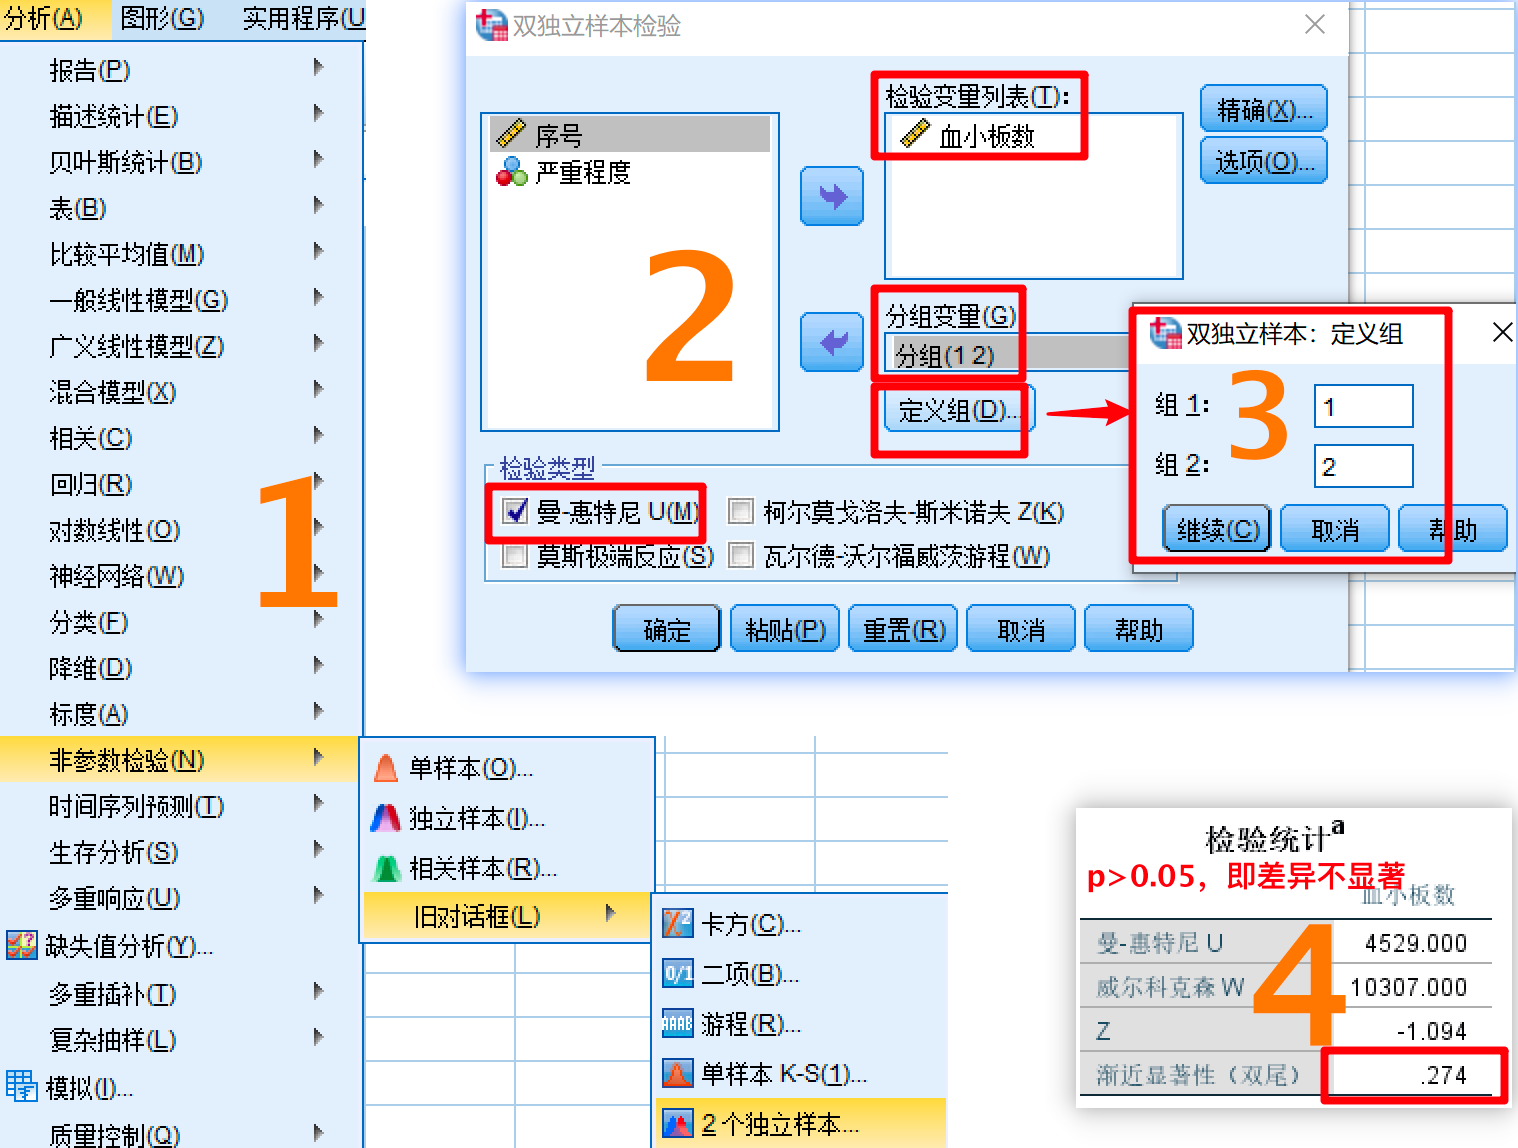 分析(A) 图形(G) 实用程序(U
报告(P)
描述统计(E)
贝叶斯统计(B)
表(B)
比较平均值(M)
一般线性模型(G)
广义线性模型(Z)
混合模型(X)
相关(C)
回归(R)
对数线性(O)
神经网络(W)
分类(F)
降维(D)
标度(A)
非参数检验(N)
时间序列预测(T)
生存分析(S)
多重响应(U)
缺失值分析(Y)...
多重插补(T)
复杂抽样(L)
模拟(I)...
质量控制(Q)
1
单样本(O)...
独立样本(I)...
相关样本(R)...
旧对话框(L)
卡方(C)...
二项(B)...
游程(R)...
单样本 K-S(1)...
2 个独立样本...
双独立样本检验
序号
严重程度
2
检验变量列表(T):
血小板数
精确(X)...
选项(O)...
分组变量(G)
分组(1 2)
定义组(D)...
检验类型
曼-惠特尼 U(M) 柯尔莫戈洛夫-斯米诺夫 Z(K)
莫斯极端反应(S) 瓦尔德-沃尔福威茨游程(W)
确定 粘贴(P) 重置(R) 取消 帮助
双独立样本：定义组
组 1: 1
组 2: 2
3
继续(C) 取消 帮助
检验统计a
p>0.05，即差异不显著
血小板数
曼-惠特尼 U 4529.000
威尔科克森 W 10307.000
Z -1.094
渐近显著性（双尾） .274
4